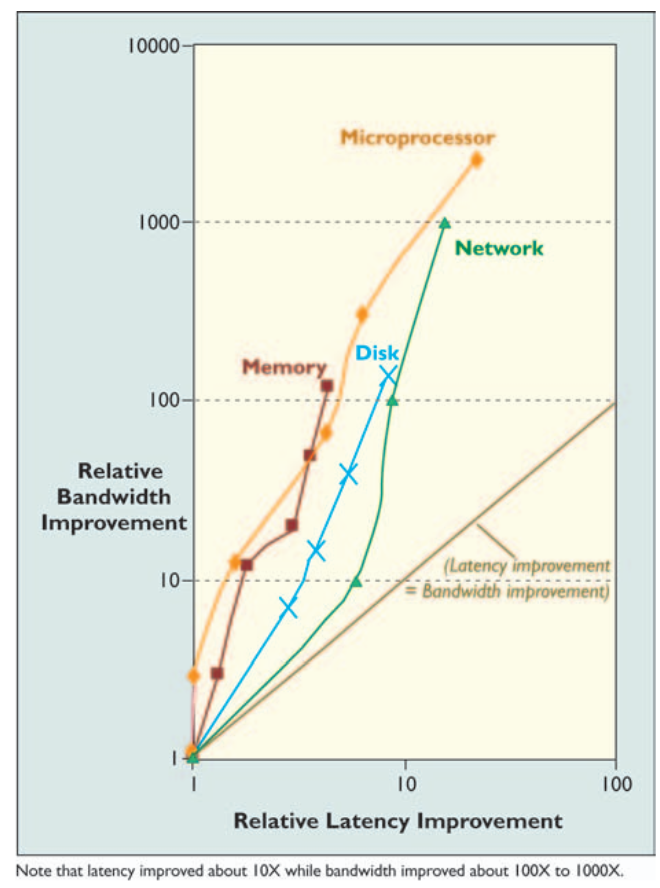 10000
Microprocessor
1000
Network
Disk
Memory
100
Relative
Bandwidth
Improvement
(Latency improvement
= Bandwidth improvement)
10
1
1 10 100
Relative Latency Improvement
Note that latency improved about 10X while bandwidth improved about 100X to 1000X.